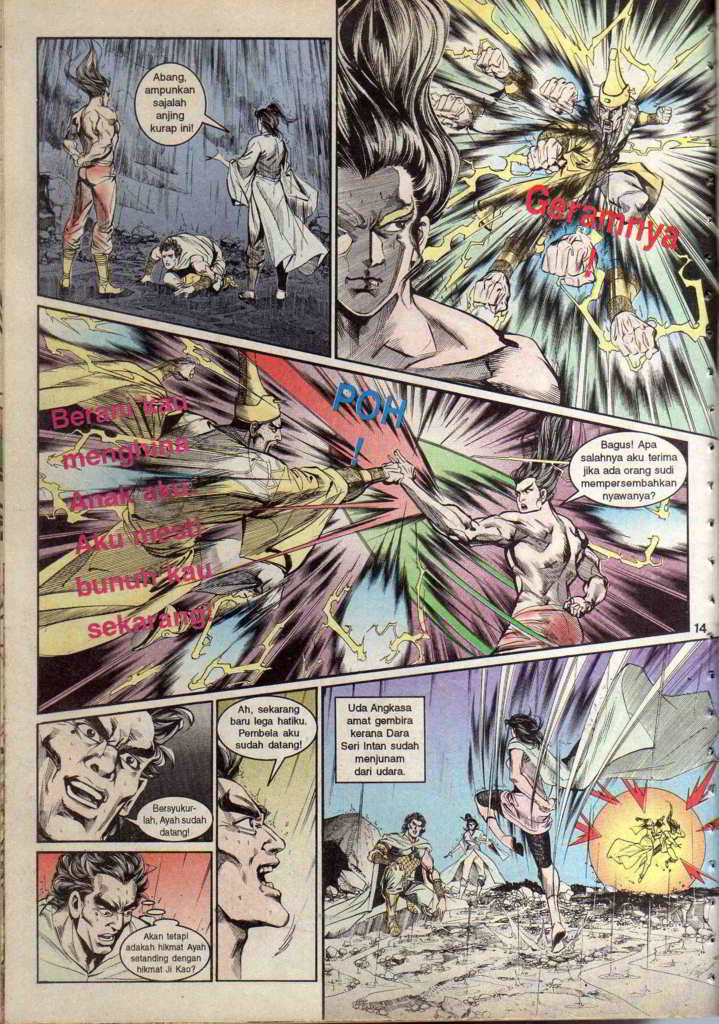 Abang,
ampunkan
sajalah
anjing
kurap ini!
Geramnya
!
Berani kau
menghina
Anak aku.
Aku mesti
bunuh kau
sekarang!
POH
!
Bagus! Apa
salahnya aku terima
jika ada orang sudi
mempersembahkan
nyawanya?
14
Bersyukur-
lah, Ayah sudah
datang!
Akan tetapi
adakah hikmat Ayah
setanding dengan
hikmat Ji Kao?
Ah, sekarang
baru lega hatiku.
Pembela aku
sudah datang!
Uda Angkasa
amat gembira
kerana Dara
Seri Intan sudah
menjunam
dari udara.